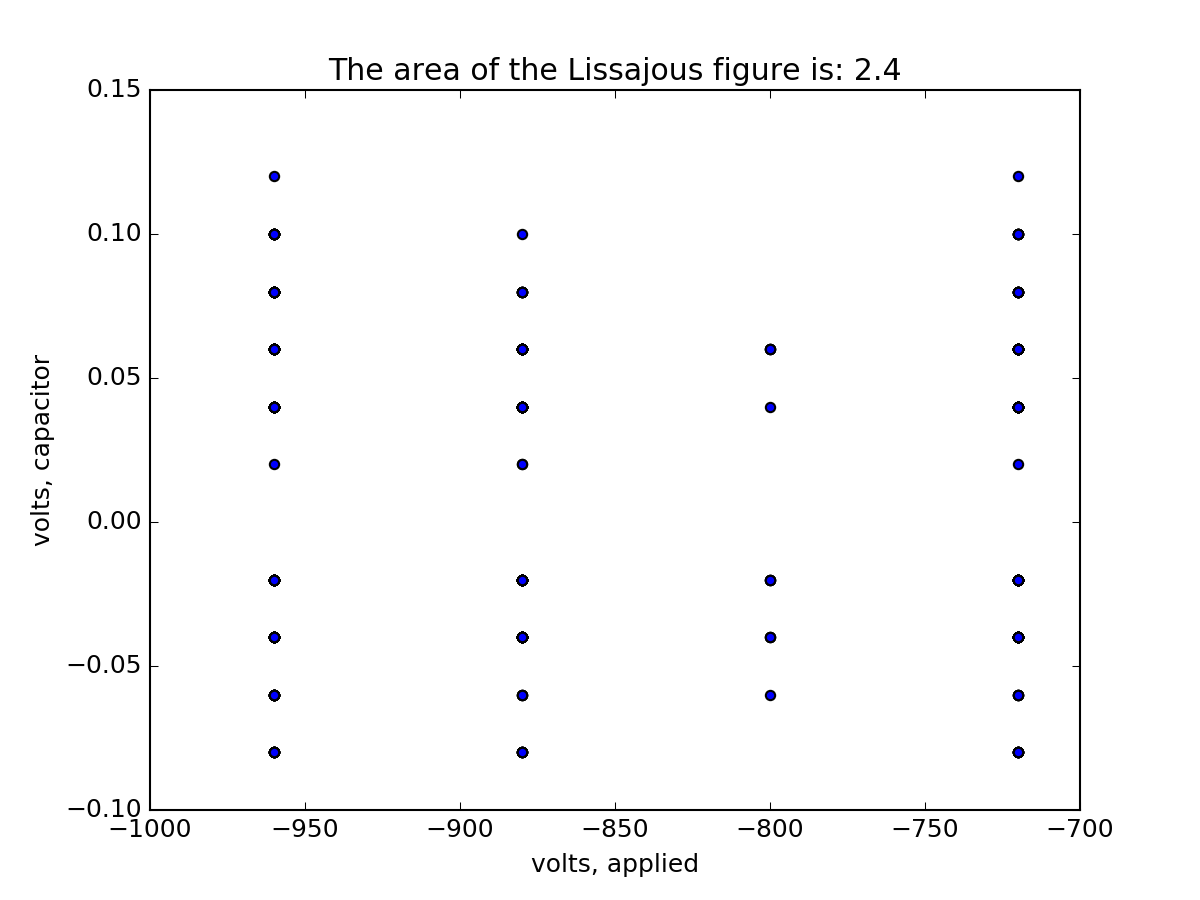 The area of the Lissajous figure is: 2.4
0.15
0.10
0.05
0.00
−0.05
−0.10
volts, capacitor
−1000 −950 −900 −850 −800 −750 −700
volts, applied